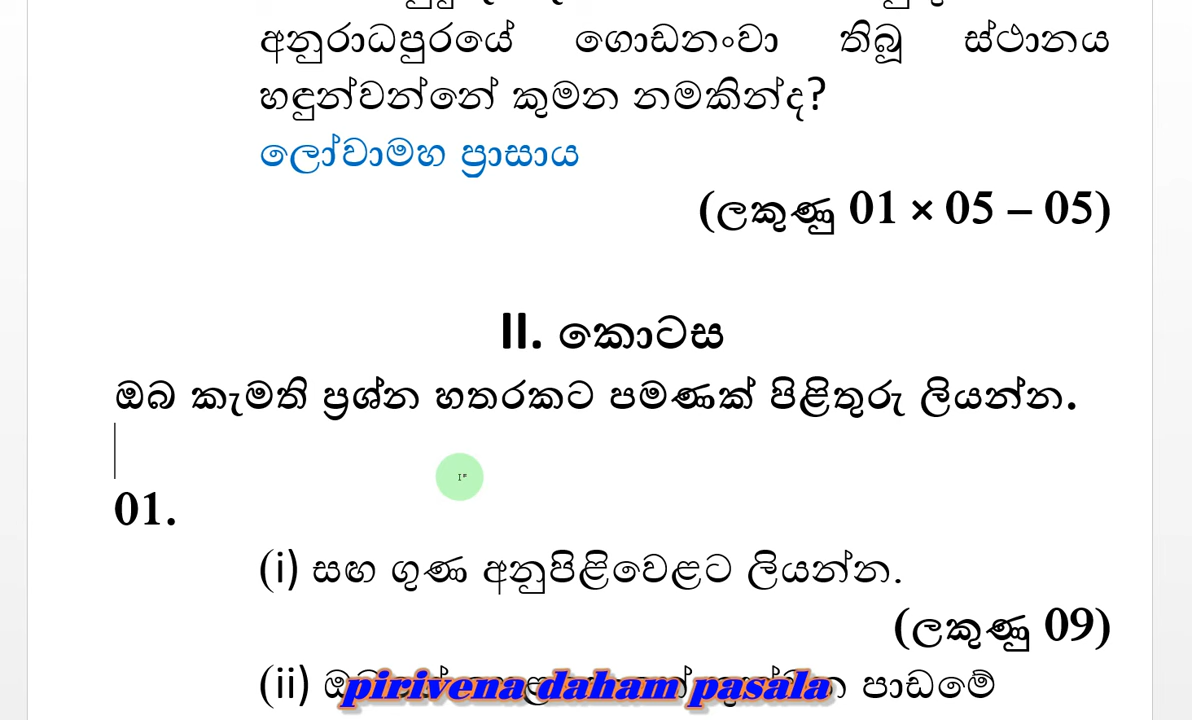 අනුරාධපුරයේ ගොඩනංවා තිබූ ස්ථානය
හඳුන්වන්නේ කුමන නමකින්ද?
ලෝවාමහ ප්‍රාසාය
(ලකුණු 01 × 05 – 05)
II. කොටස
ඔබ කැමති ප්‍රශ්න හතරකට පමණක් පිළිතුරු ලියන්න.
01.
(i) සඟ ගුණ අනුපිළිවෙළට ලියන්න.
(ලකුණු 09)
(ii) පාඩමේ
pirivena daham pasala